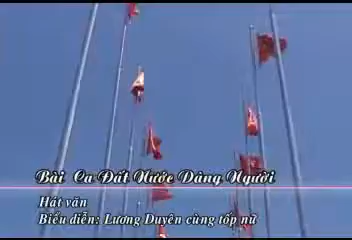 Bài Ca Đất Nước Dâng Người
Hát văn
Biểu diễn: Lương Duyên cùng tốp nữ